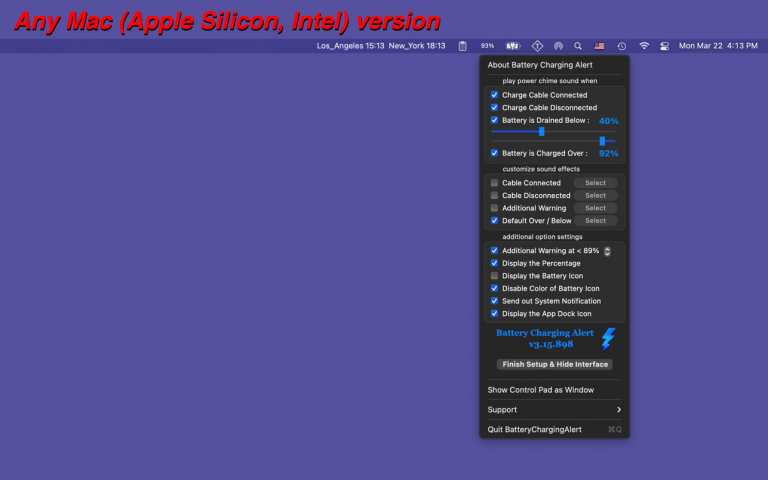 Any Mac (Apple Silicon, Intel) version
Los_Angeles 15:13 New_York 18:13 93% Mon Mar 22 4:13 PM
About Battery Charging Alert
play power chime sound when
Charge Cable Connected
Charge Cable Disconnected
Battery is Drained Below : 40%
Battery is Charged Over : 92%
customize sound effects
Cable Connected Select
Cable Disconnected Select
Additional Warning Select
Default Over / Below Select
additional option settings
Additional Warning at < 89%
Display the Percentage
Display the Battery Icon
Disable Color of Battery Icon
Send out System Notification
Display the App Dock Icon
Battery Charging Alert
v3.15.898
Finish Setup & Hide Interface
Show Control Pad as Window
Support
Quit BatteryChargingAlert ⌘Q